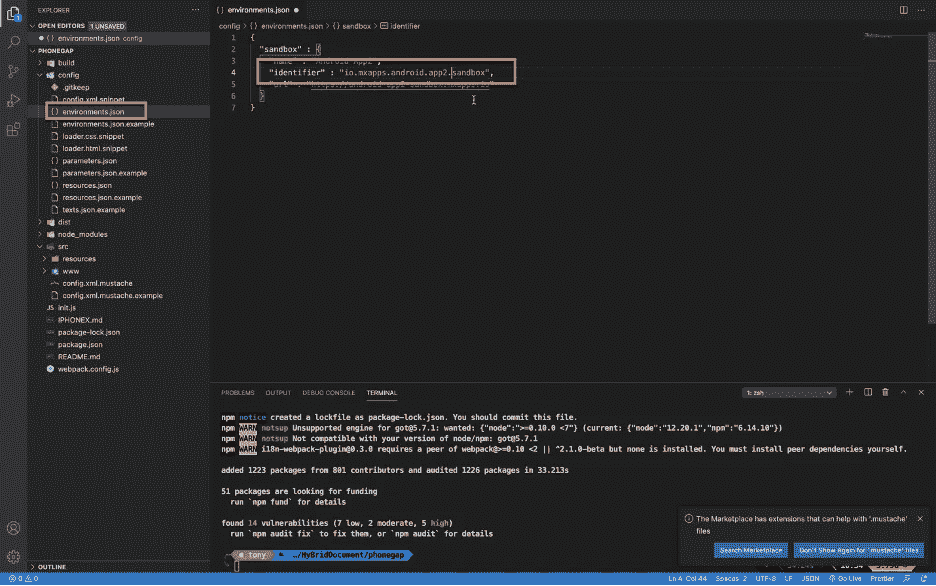 EXPLORER
OPEN EDITORS 1 UNSAVED
{ } environments.json config
PHONEGAP
build
config
.gitkeep
config.xml.snippet
{ } environments.json
environments.json.example
loader.css.snippet
loader.html.snippet
{ } parameters.json
parameters.json.example
{ } resources.json
resources.json.example
texts.json.example
dist
node_modules
src
resources
www
config.xml.mustache
config.xml.mustache.example
JS init.js
IPHONEX.md
package-lock.json
package.json
README.md
webpack.config.js
OUTLINE
{ } environments.json
config > { } environments.json > { } sandbox > identifier
1 {
2 "sandbox" : {
"name" : "Android App2",
4 "identifier" : "io.mxapps.android.app2.sandbox",
6 }
7 }
PROBLEMS OUTPUT DEBUG CONSOLE TERMINAL
1: zsh
npm notice created a lockfile as package-lock.json. You should commit this file.
npm WARN notsup Unsupported engine for got@5.7.1: wanted: {"node":">=0.10.0 <7"} (current: {"node":"12.20.1","npm":"6.14.10"})
npm WARN notsup Not compatible with your version of node/npm: got@5.7.1
npm WARN i18n-webpack-plugin@0.3.0 requires a peer of webpack@>=0.10 <2 || ^2.1.0-beta but none is installed. You must install peer dependencies yourself.
added 1223 packages from 801 contributors and audited 1226 packages in 33.213s
51 packages are looking for funding
run `npm fund` for details
found 14 vulnerabilities (7 low, 2 moderate, 5 high)
run `npm audit fix` to fix them, or `npm audit` for details
tony .../MyBridDocument/phonegap
The Marketplace has extensions that can help with '.mustache' files
Search Marketplace
Don't Show Again for '.mustache' files
0 0
Ln 4, Col 44 Spaces: 2 UTF-8 LF JSON Go Live Prettier